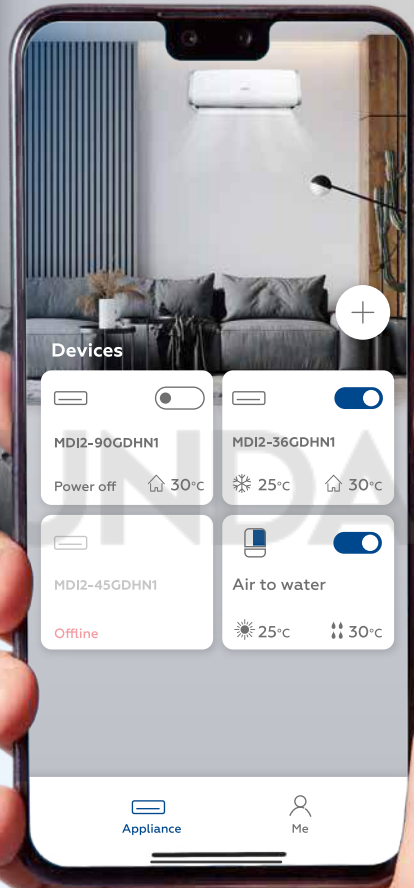 Devices
MDI2-90GDHN1
Power off 30°C
MDI2-36GDHN1
25°C 30°C
MDI2-45GDHN1
Offline
Air to water
25°C 30°C
UNDA
Appliance
Me